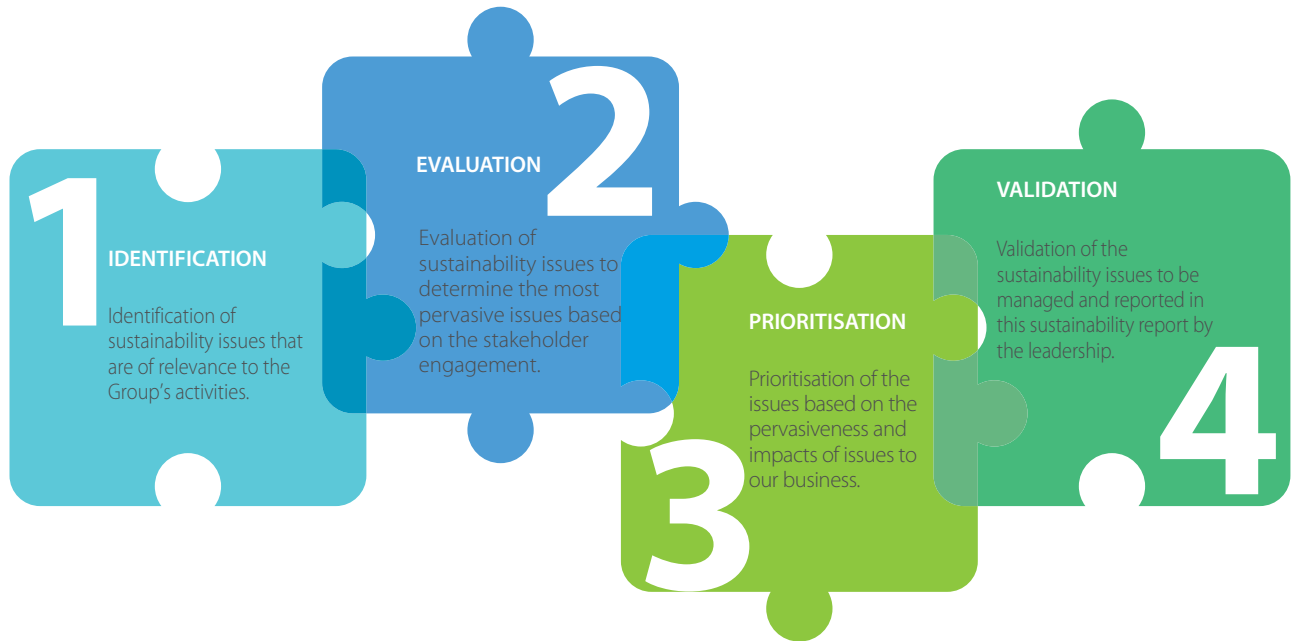 1
IDENTIFICATION
Identification of
sustainability issues that
are of relevance to the
Group's activities.
2
EVALUATION
Evaluation of
sustainability issues to
determine the most
pervasive issues based
on the stakeholder
engagement.
3
PRIORITISATION
Prioritisation of the
issues based on the
pervasiveness and
impacts of issues to
our business.
4
VALIDATION
Validation of the
sustainability issues to be
managed and reported in
this sustainability report by
the leadership.